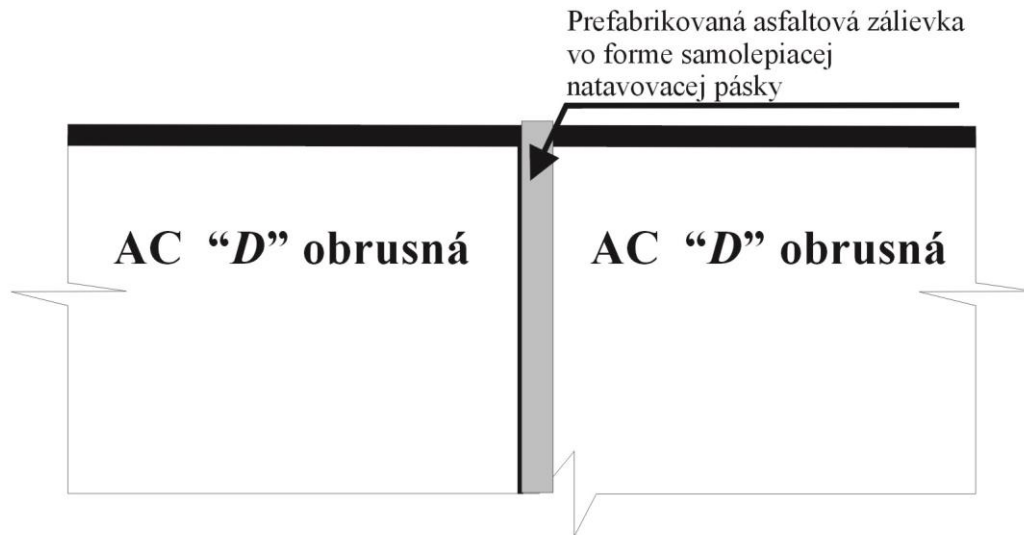 Prefabrikovaná asfaltová zálievka
vo forme samolepiacej
natavovacej pásky
AC “D” obrusná
AC “D” obrusná